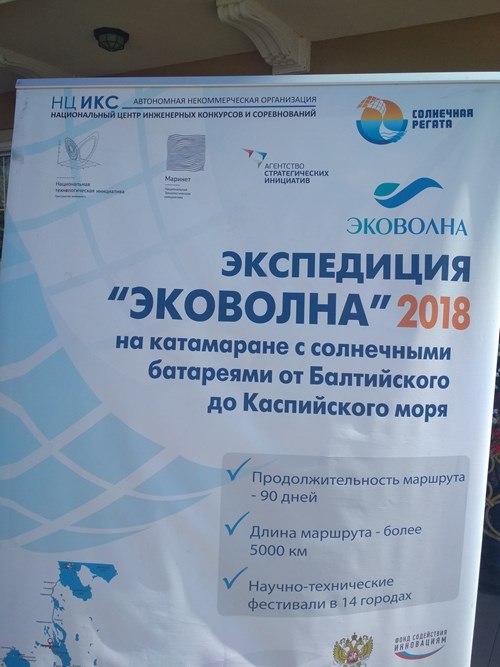 НЦ ИКС АВТОНОМНАЯ НЕКОММЕРЧЕСКАЯ ОРГАНИЗАЦИЯ
НАЦИОНАЛЬНЫЙ ЦЕНТР ИНЖЕНЕРНЫХ КОНКУРСОВ И СОРЕВНОВАНИЙ
СОЛНЕЧНАЯ
РЕГАТА
Национальная
технологическая инициатива
Маринет
АГЕНТСТВО
СТРАТЕГИЧЕСКИХ
ИНИЦИАТИВ
ЭКОВОЛНА
ЭКСПЕДИЦИЯ
"ЭКОВОЛНА" 2018
на катамаране с солнечными
батареями от Балтийского
до Каспийского моря
Продолжительность маршрута
- 90 дней
Длина маршрута - более
5000 км
Научно-технические
фестивали в 14 городах
ФОНД СОДЕЙСТВИЯ
ИННОВАЦИЯМ